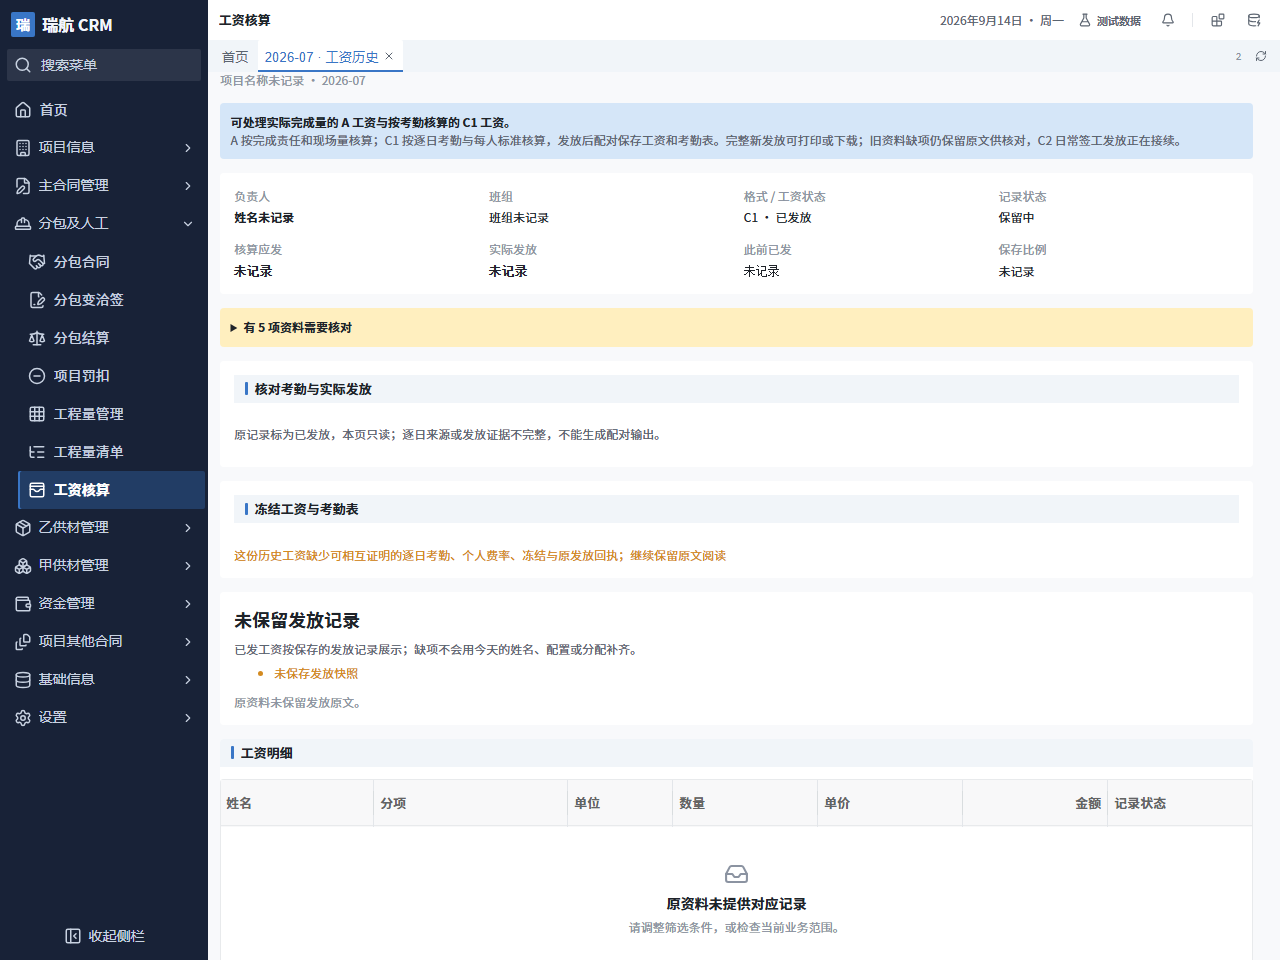 瑞 瑞航 CRM
搜索菜单
首页
项目信息
主合同管理
分包及人工
分包合同
分包变洽签
分包结算
项目罚扣
工程量管理
工程量清单
工资核算
乙供材管理
甲供材管理
资金管理
项目其他合同
基础信息
设置
收起侧栏
工资核算
2026年9月14日 · 周一 测试数据
首页 2026-07 · 工资历史 2
项目名称未记录 · 2026-07
可处理实际完成量的 A 工资与按考勤核算的 C1 工资。
A 按完成责任和现场量核算；C1 按逐日考勤与每人标准核算，发放后配对保存工资和考勤表。完整新发放可打印或下载；旧资料缺项仍保留原文供核对，C2 日常签工发放正在接续。
负责人 班组 格式 / 工资状态 记录状态
姓名未记录 班组未记录 C1 · 已发放 保留中
核算应发 实际发放 此前已发 保存比例
未记录 未记录 未记录 未记录
有 5 项资料需要核对
核对考勤与实际发放
原记录标为已发放，本页只读；逐日来源或发放证据不完整，不能生成配对输出。
冻结工资与考勤表
这份历史工资缺少可相互证明的逐日考勤、个人费率、冻结与原发放回执；继续保留原文阅读
未保留发放记录
已发工资按保存的发放记录展示；缺项不会用今天的姓名、配置或分配补齐。
未保存发放快照
原资料未保留发放原文。
工资明细
姓名 分项 单位 数量 单价 金额 记录状态
原资料未提供对应记录
请调整筛选条件，或检查当前业务范围。